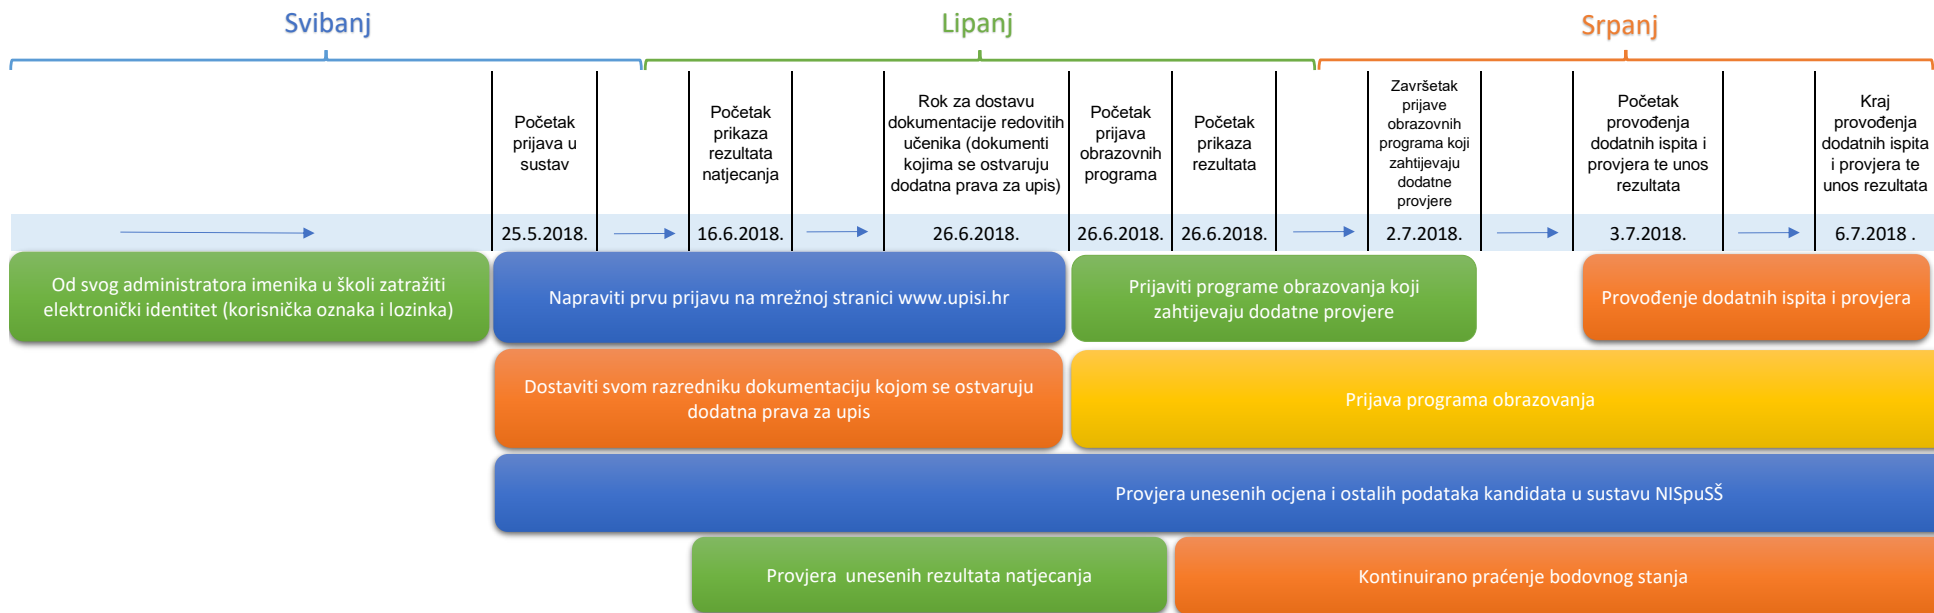 Svibanj
Lipanj
Srpanj
Početak
prijava u
sustav
Početak
prikaza
rezultata
natjecanja
Rok za dostavu
dokumentacije redovitih
učenika (dokumenti
kojima se ostvaruju
dodatna prava za upis)
Početak
prijava
obrazovnih
programa
Početak
prikaza
rezultata
Završetak
prijave
obrazovnih
programa koji
zahtijevaju
dodatne
provjere
Početak
provođenja
dodatnih ispita i
provjera te unos
rezultata
Kraj
provođenja
dodatnih ispita
i provjera te
unos rezultata
25.5.2018.
16.6.2018.
26.6.2018.
26.6.2018.
26.6.2018.
2.7.2018.
3.7.2018.
6.7.2018 .
Od svog administratora imenika u školi zatražiti
elektronički identitet (korisnička oznaka i lozinka)
Napraviti prvu prijavu na mrežnoj stranici www.upisi.hr
Prijaviti programe obrazovanja koji
zahtijevaju dodatne provjere
Provođenje dodatnih ispita i provjera
Dostaviti svom razredniku dokumentaciju kojom se ostvaruju
dodatna prava za upis
Prijava programa obrazovanja
Provjera unesenih ocjena i ostalih podataka kandidata u sustavu NISpuSŠ
Provjera  unesenih rezultata natjecanja
Kontinuirano praćenje bodovnog stanja